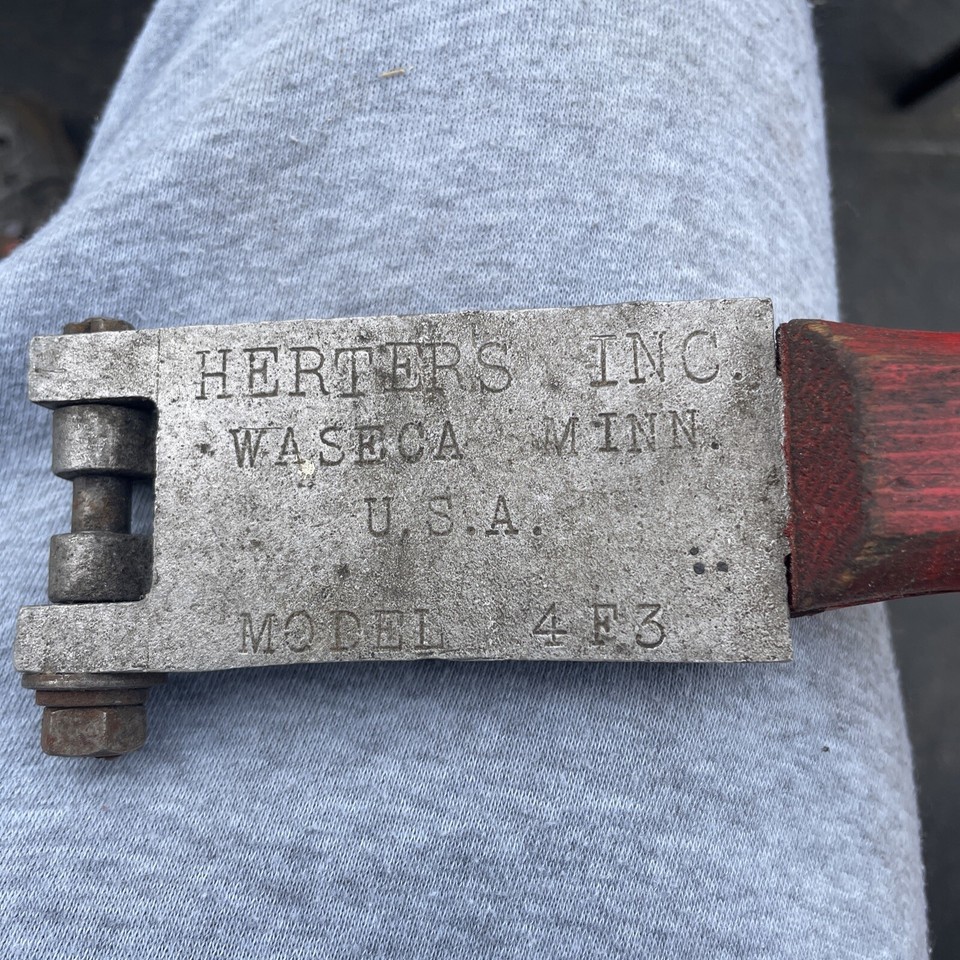 HERTERS INC.
WASECA MINN.
U.S.A.
MODEL 4F3